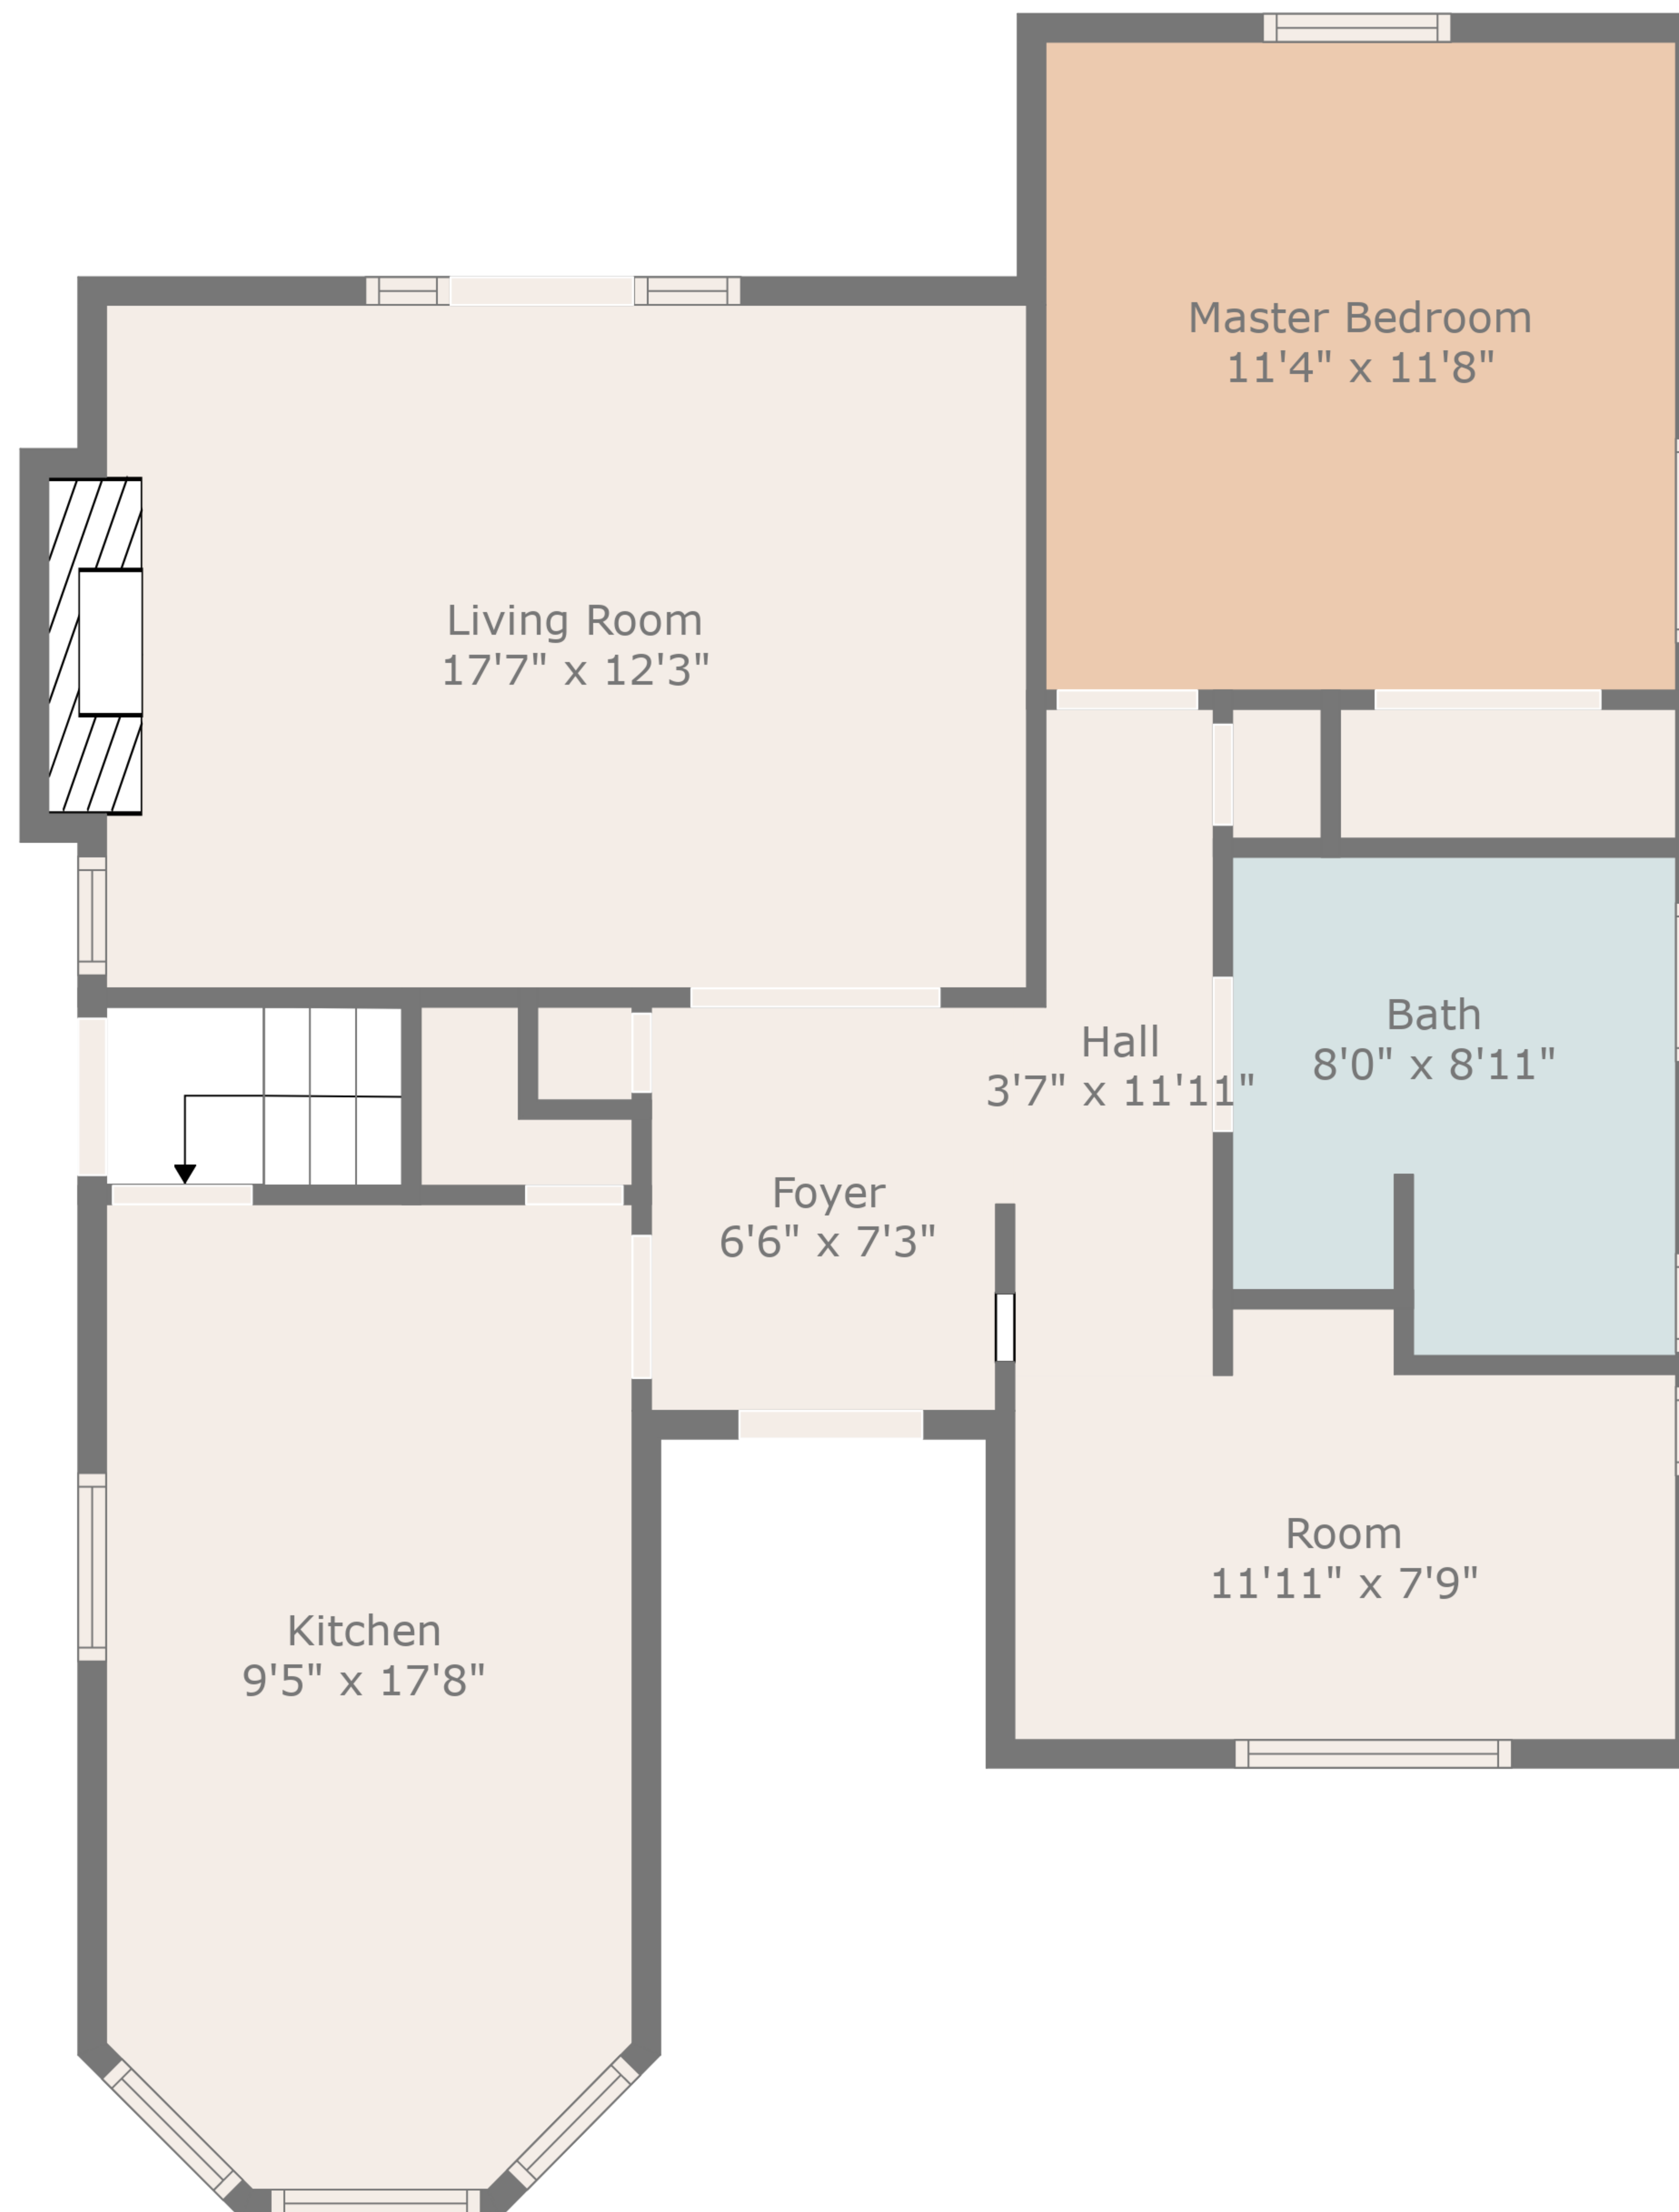 Master Bedroom
11'4" x 11'8"
Living Room
17'7" x 12'3"
Hall
3'7" x 11'11"
Bath
8'0" x 8'11"
Foyer
6'6" x 7'3"
Room
11'11" x 7'9"
Kitchen
9'5" x 17'8"